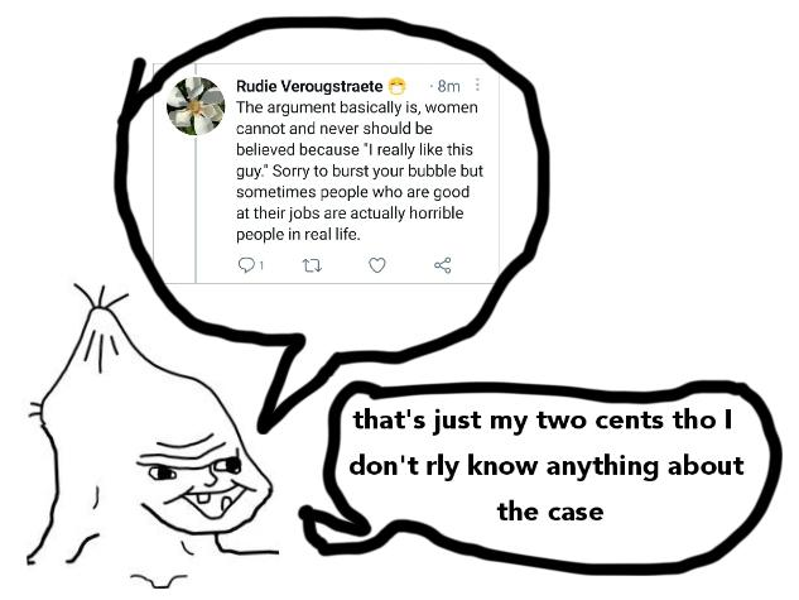 Rudie Verougstraete 😷 · 8m
The argument basically is, women
cannot and never should be
believed because "I really like this
guy." Sorry to burst your bubble but
sometimes people who are good
at their jobs are actually horrible
people in real life.
1
that's just my two cents tho I
don't rly know anything about
the case